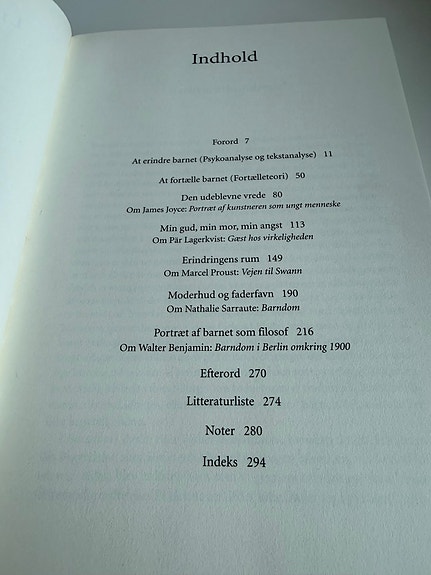 Indhold
Forord 7
At erindre barnet (Psykoanalyse og tekstanalyse) 11
At fortælle barnet (Fortælleteori) 50
Den udeblevne vrede 80
Om James Joyce: Portræt af kunstneren som ungt menneske
Min gud, min mor, min angst 113
Om Pär Lagerkvist: Gæst hos virkeligheden
Erindringens rum 149
Om Marcel Proust: Vejen til Swann
Moderhud og faderfavn 190
Om Nathalie Sarraute: Barndom
Portræt af barnet som filosof 216
Om Walter Benjamin: Barndom i Berlin omkring 1900
Efterord 270
Litteraturliste 274
Noter 280
Indeks 294